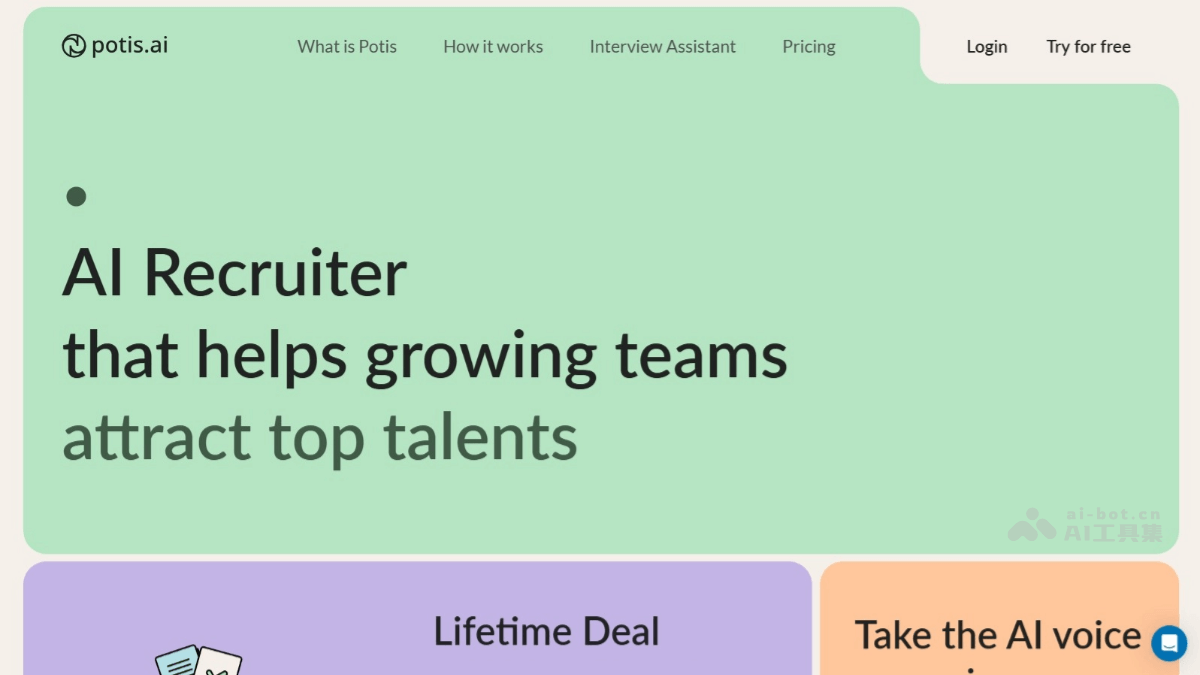 potis.ai
What is Potis
How it works
Interview Assistant
Pricing
Login
Try for free
AI Recruiter
that helps growing teams
attract top talents
ai-bot.cn
AI工具集
Lifetime Deal
Take the AI voice